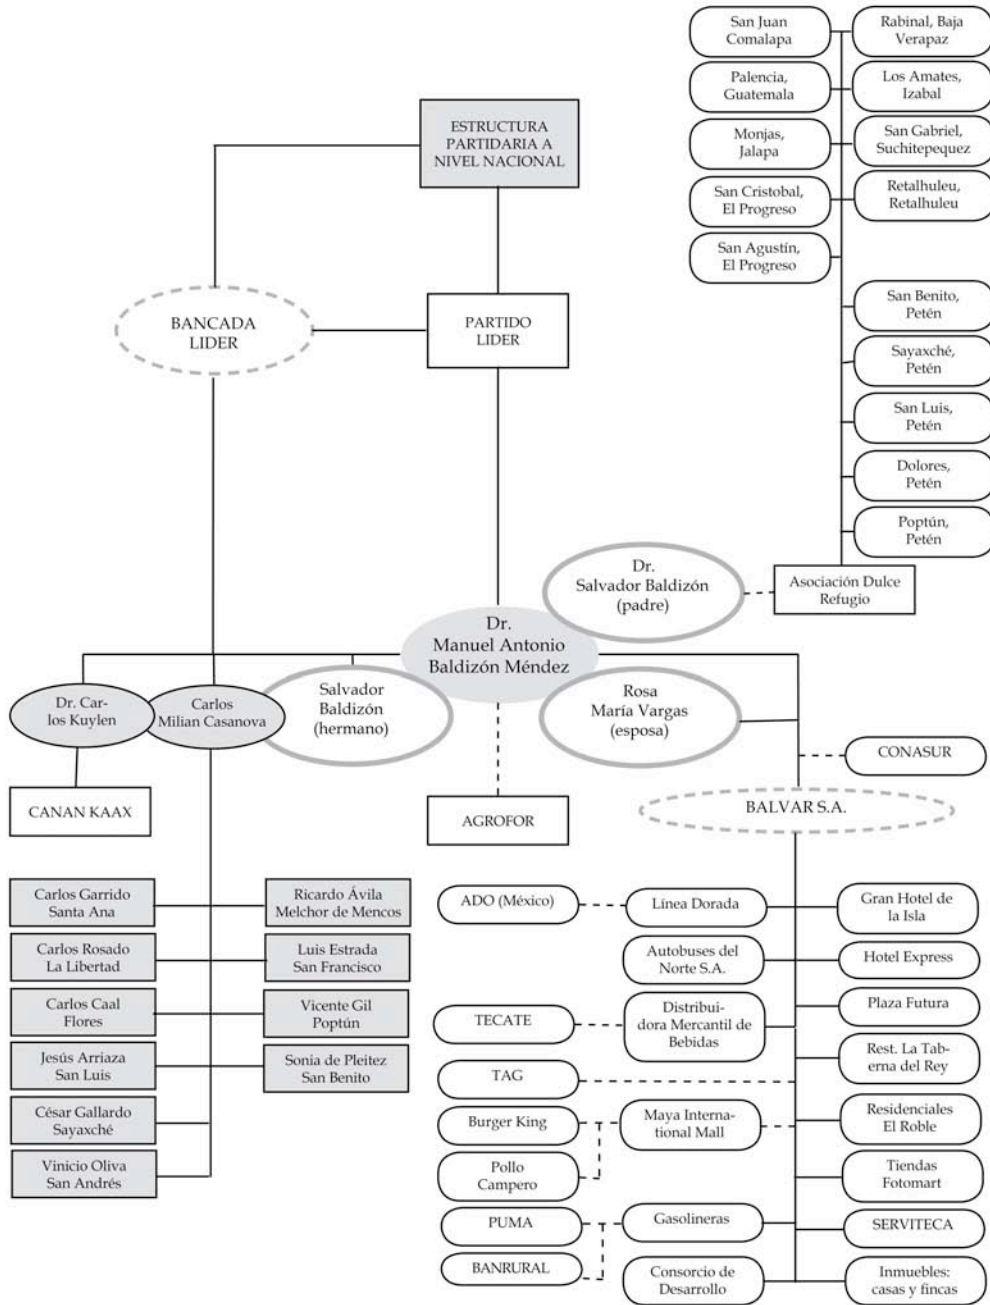 San Juan
Comalapa
Rabinal, Baja
Verapaz
Palencia,
Guatemala
Los Amates,
Izabal
ESTRUCTURA
PARTIDARIA A
NIVEL NACIONAL
Monjas,
Jalapa
San Gabriel,
Suchitepequez
San Cristobal,
El Progreso
Retalhuleu,
Retalhuleu
San Agustín,
El Progreso
San Benito,
Petén
BANCADA
LIDER
PARTIDO
LIDER
Sayaxché,
Petén
San Luis,
Petén
Dolores,
Petén
Poptún,
Petén
Dr.
Salvador Baldizón
(padre)
Asociación Dulce
Refugio
Dr.
Manuel Antonio
Baldizón Méndez
Dr. Car-
los Kuylen
Carlos
Milian Casanova
Salvador
Baldizón
(hermano)
Rosa
María Vargas
(esposa)
CONASUR
CANAN KAAX
AGROFOR
BALVAR S.A.
Carlos Garrido
Santa Ana
Ricardo Ávila
Melchor de Mencos
Carlos Rosado
La Libertad
Luis Estrada
San Francisco
Carlos Caal
Flores
Vicente Gil
Poptún
Jesús Arriaza
San Luis
Sonia de Pleitez
San Benito
César Gallardo
Sayaxché
Vinicio Oliva
San Andrés
ADO (México)
Línea Dorada
Gran Hotel de
la Isla
Autobuses del
Norte S.A.
Hotel Express
TECATE
Distribui-
dora Mercantil de
Bebidas
Plaza Futura
TAG
Rest. La Tab-
erna del Rey
Burger King
Maya Interna-
tional Mall
Residenciales
El Roble
Pollo
Campero
Tiendas
Fotomart
PUMA
Gasolineras
SERVITECA
BANRURAL
Consorcio de
Desarrollo
Inmuebles:
casas y fincas